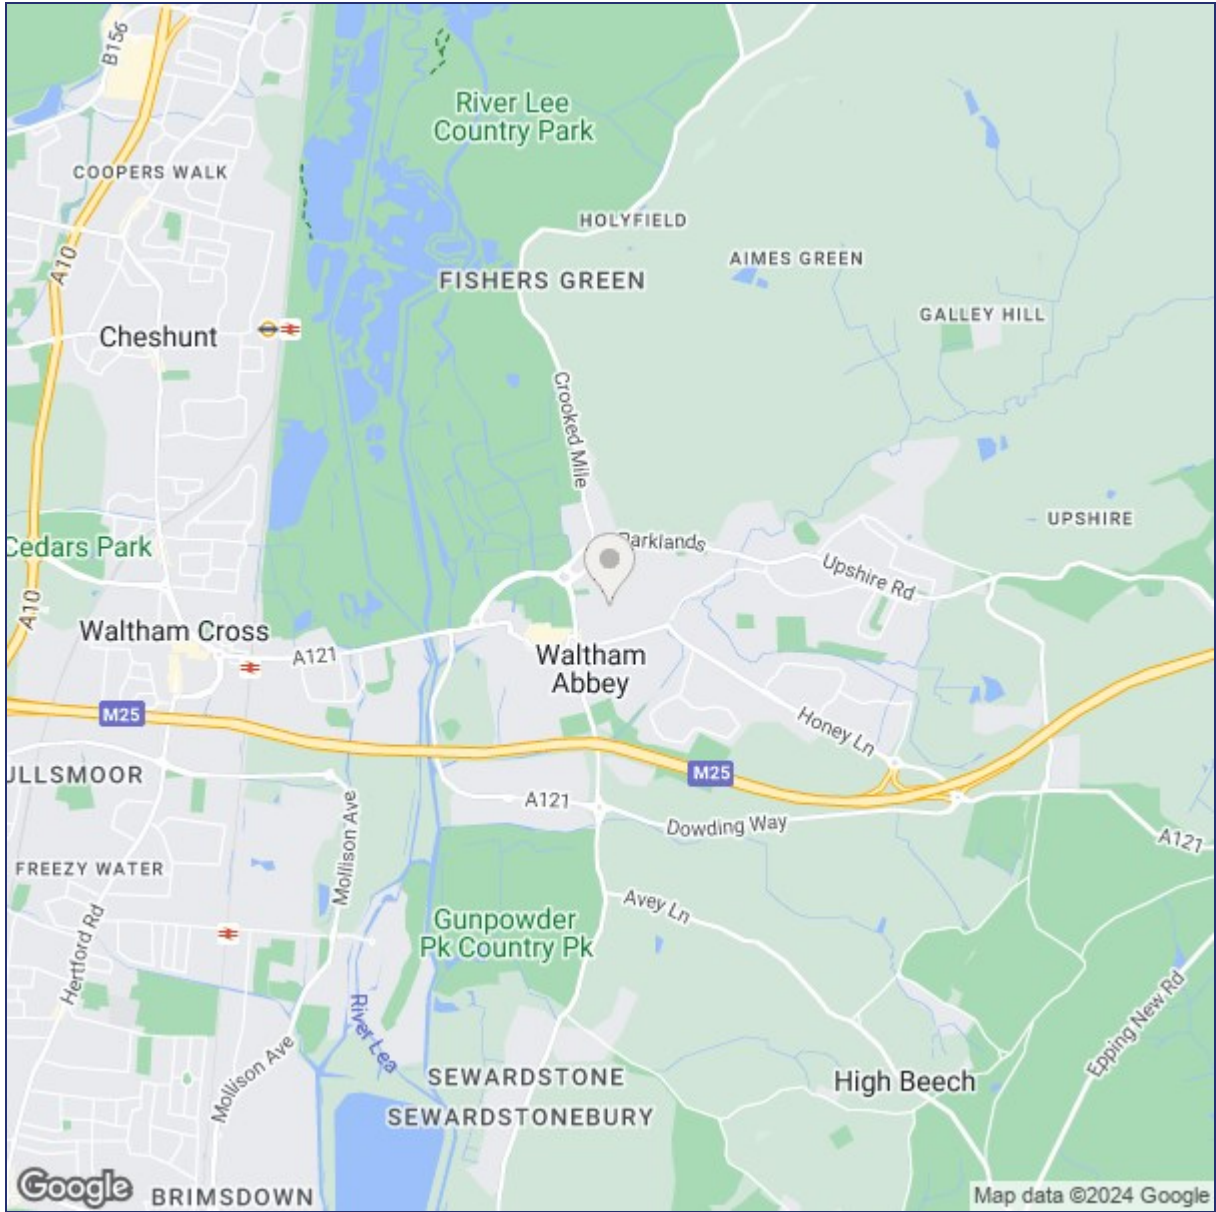 B156
River Lee
Country Park
COOPERS WALK
HOLYFIELD
A10
AIMES GREEN
FISHERS GREEN
GALLEY HILL
Cheshunt
Crooked Mile
UPSHIRE
Cedars Park
Parklands
Upshire Rd
A10
Waltham Cross
A121
Waltham
Abbey
M25
Honey Ln
ULLSMOOR
M25
A121
Mollison Ave
Dowding Way
A121
FREEZY WATER
Avey Ln
Gunpowder
Pk Country Pk
Hertford Rd
River Lea
Epping New Rd
Mollison Ave
SEWARDSTONE
High Beech
SEWARDSTONEBURY
Google
BRIMSDOWN
Map data ©2024 Google